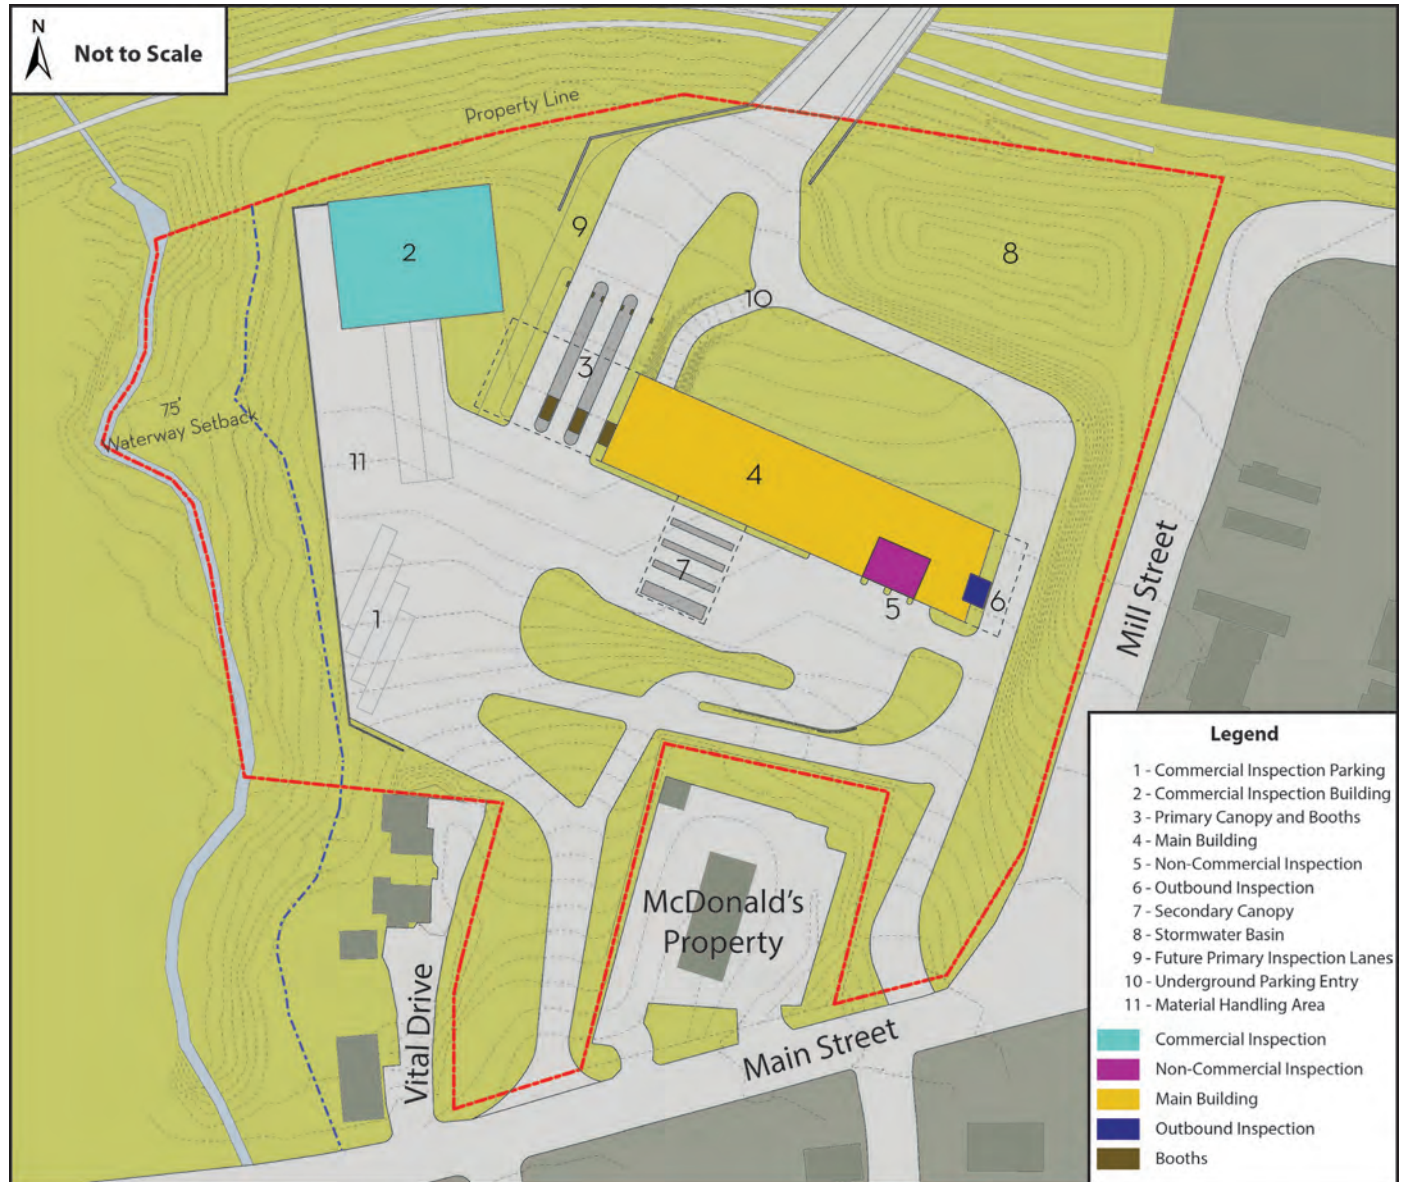 N
Not to Scale
Property Line
2
9
8
10
3
75'
Waterway Setback
11
4
7
5
6
1
Mill Street
McDonald's
Property
Vital Drive
Main Street
Legend
1 - Commercial Inspection Parking
2 - Commercial Inspection Building
3 - Primary Canopy and Booths
4 - Main Building
5 - Non-Commercial Inspection
6 - Outbound Inspection
7 - Secondary Canopy
8 - Stormwater Basin
9 - Future Primary Inspection Lanes
10 - Underground Parking Entry
11 - Material Handling Area
Commercial Inspection
Non-Commercial Inspection
Main Building
Outbound Inspection
Booths